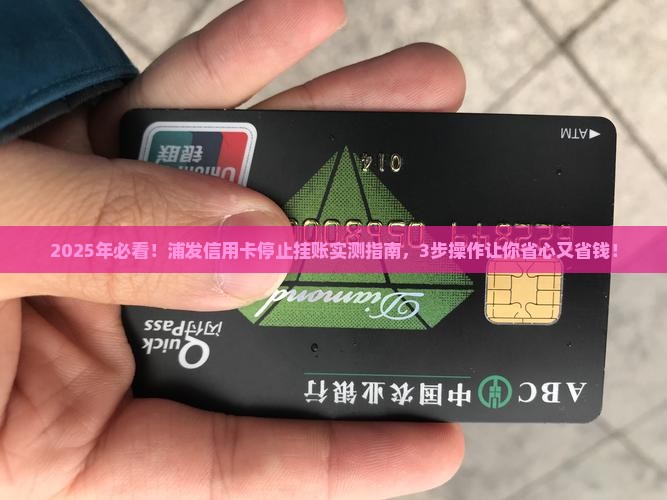 ATM
银联
2025年必看！浦发信用卡停止挂账实测指南，3步操作让你省心又省钱！
Diamond
Quick Pass
闪付
ABC 中国农业银行